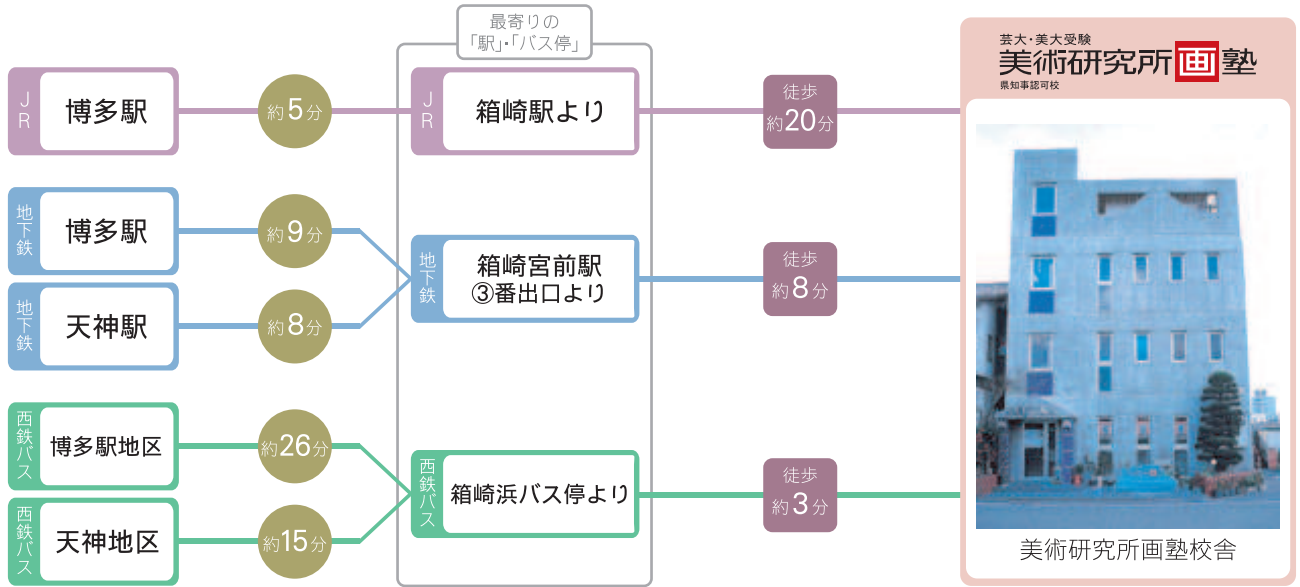 最寄りの
「駅」・「バス停」
JR
博多駅
約5分
JR
箱崎駅より
徒歩
約20分
地下鉄
博多駅
約9分
地下鉄
天神駅
約8分
地下鉄
箱崎宮前駅
③番出口より
徒歩
約8分
西鉄バス
博多駅地区
約26分
西鉄バス
天神地区
約15分
西鉄バス
箱崎浜バス停より
徒歩
約3分
芸大・美大受験
美術研究所画塾
県知事認可校
美術研究所画塾校舎